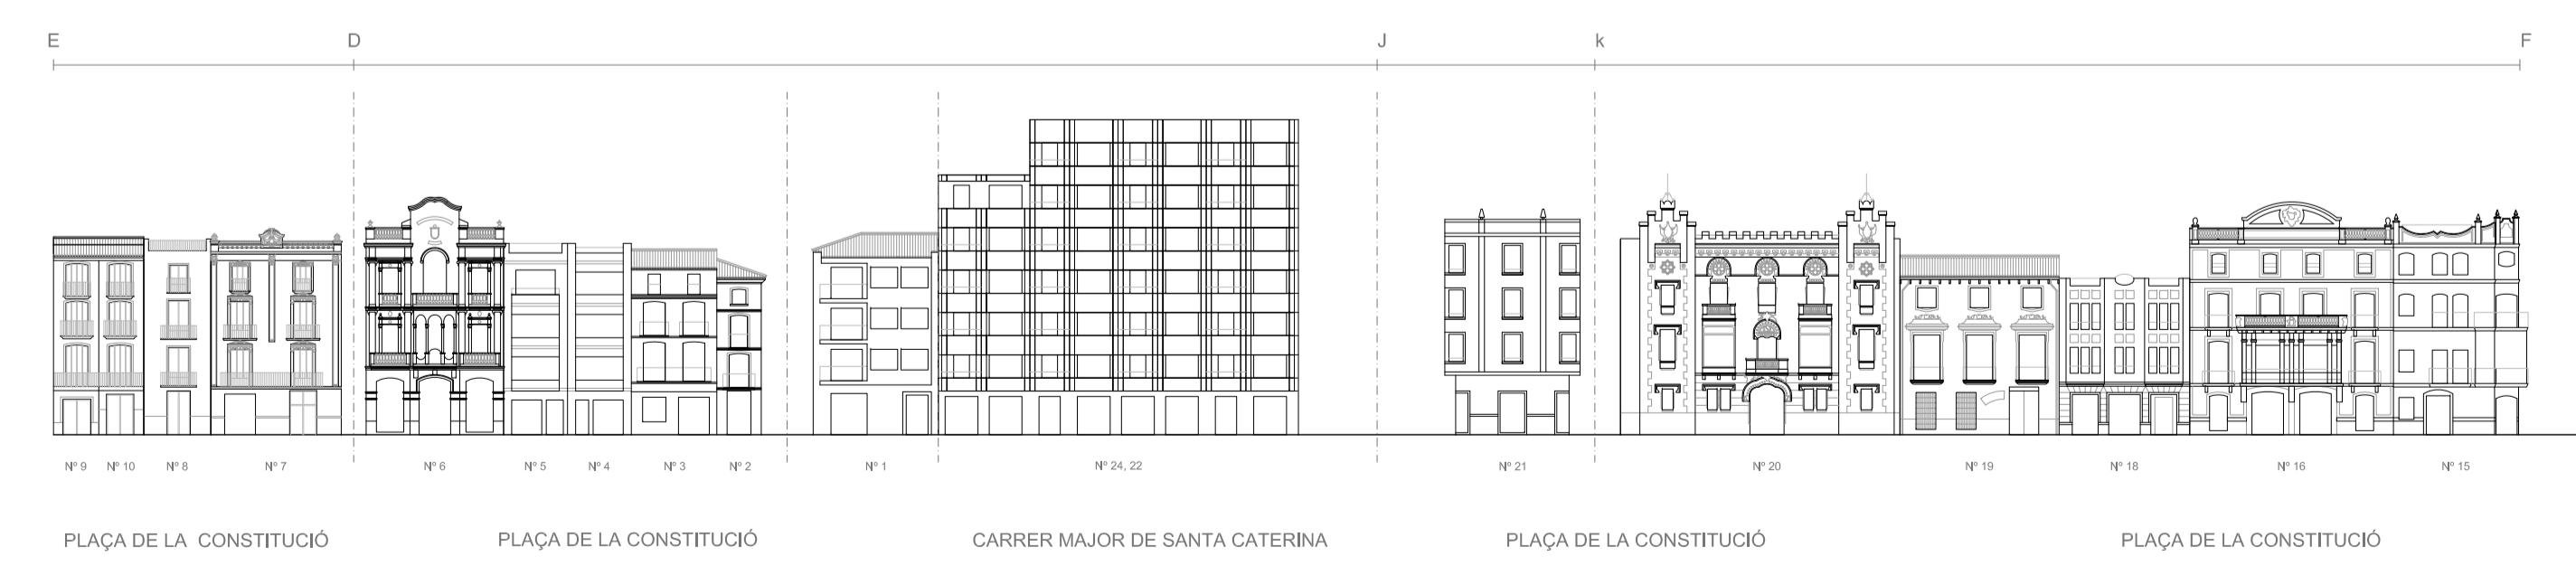 E D J k F
Nº 9 Nº 10 Nº 8 Nº 7 Nº 6 Nº 5 Nº 4 Nº 3 Nº 2 Nº 1 Nº 24, 22 Nº 21 Nº 20 Nº 19 Nº 18 Nº 16 Nº 15
PLAÇA DE LA CONSTITUCIÓ PLAÇA DE LA CONSTITUCIÓ CARRER MAJOR DE SANTA CATERINA PLAÇA DE LA CONSTITUCIÓ PLAÇA DE LA CONSTITUCIÓ